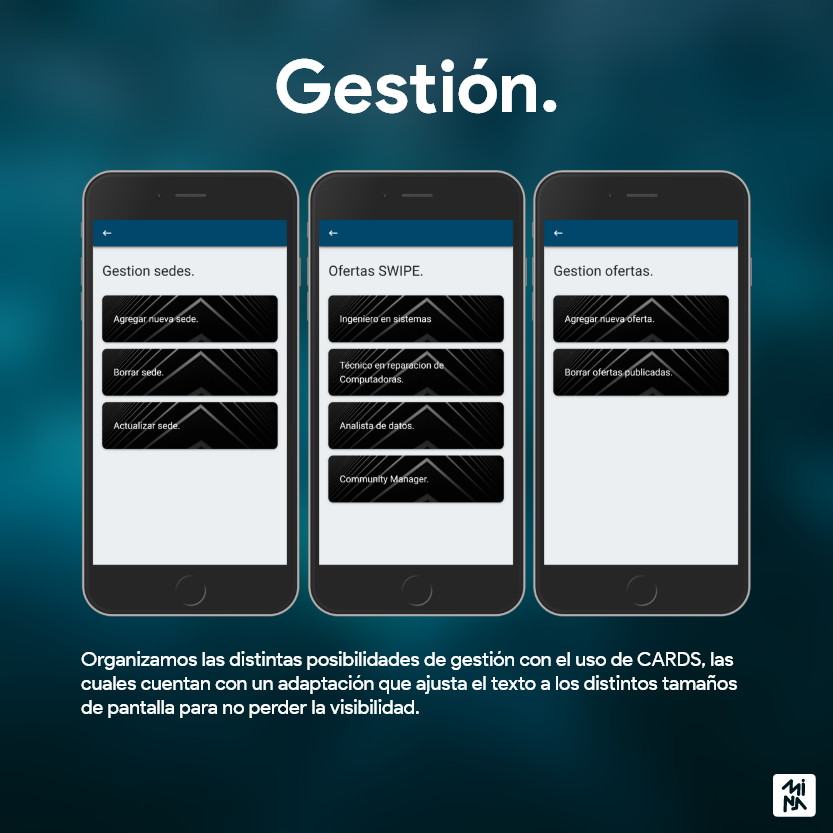 Gestión.
Gestion sedes.
Agregar nueva sede.
Borrar sede.
Actualizar sede.
Ofertas SWIPE.
Ingeniero en sistemas
Técnico en reparacion de
Computadoras.
Analista de datos.
Community Manager.
Gestion ofertas.
Agregar nueva oferta.
Borrar ofertas publicadas.
Organizamos las distintas posibilidades de gestión con el uso de CARDS, las
cuales cuentan con un adaptación que ajusta el texto a los distintos tamaños
de pantalla para no perder la visibilidad.
Mi
NA